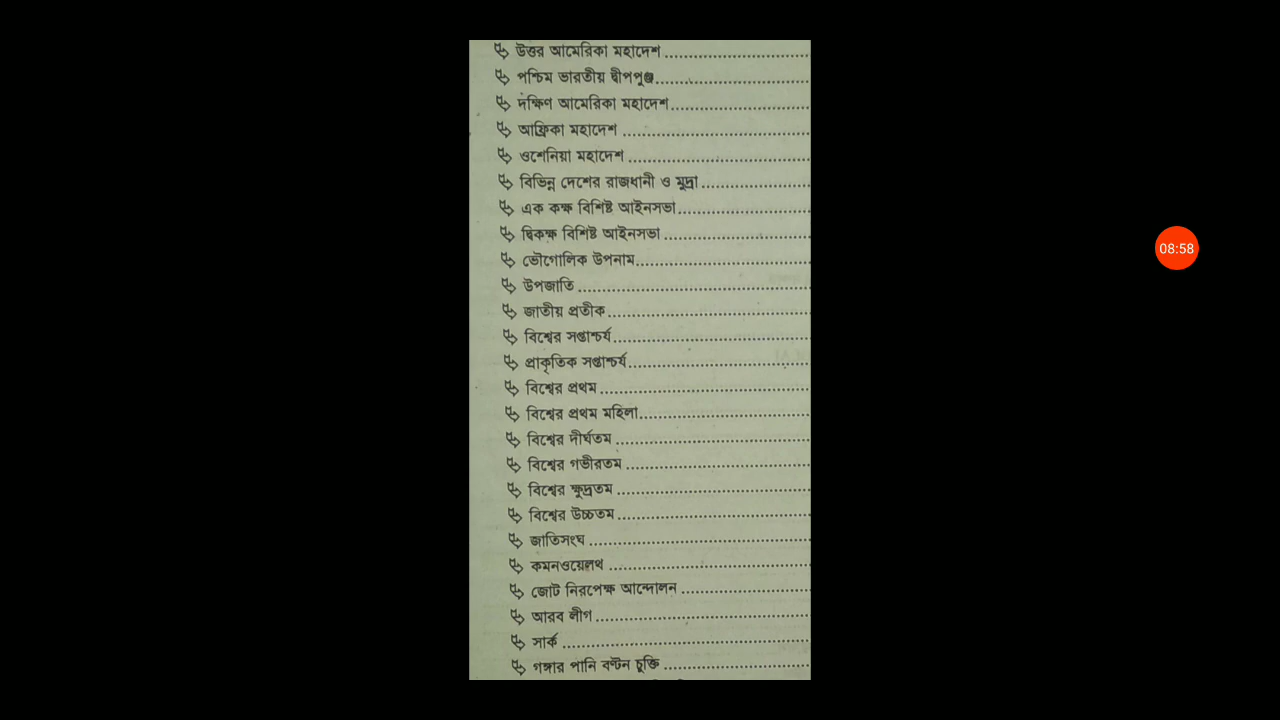 উত্তর আমেরিকা মহাদেশ
পশ্চিম ভারতীয় দ্বীপপুঞ্জ
দক্ষিণ আমেরিকা মহাদেশ
আফ্রিকা মহাদেশ
ওশেনিয়া মহাদেশ
বিভিন্ন দেশের রাজধানী ও মুদ্রা
এক কক্ষ বিশিষ্ট আইনসভা
দ্বিকক্ষ বিশিষ্ট আইনসভা
ভৌগোলিক উপনাম
উপজাতি
জাতীয় প্রতীক
বিশ্বের সপ্তাশ্চর্য
প্রাকৃতিক সপ্তাশ্চর্য
বিশ্বের প্রথম
বিশ্বের প্রথম মহিলা
বিশ্বের দীর্ঘতম
বিশ্বের গভীরতম
বিশ্বের ক্ষুদ্রতম
বিশ্বের উচ্চতম
জাতিসংঘ
কমনওয়েলথ
জোট নিরপেক্ষ আন্দোলন
আরব লীগ
সার্ক
গঙ্গার পানি বণ্টন চুক্তি
08:58